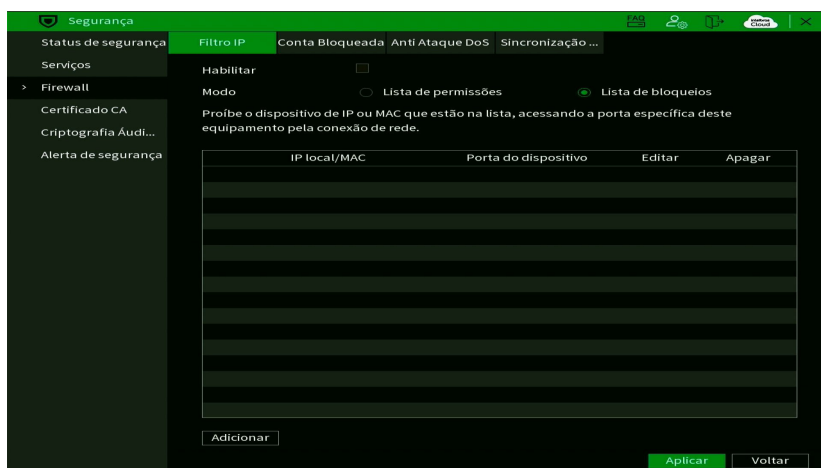 Segurança
FAQ
intelbras Cloud
Status de segurança
Serviços
> Firewall
Certificado CA
Criptografia Áudi...
Alerta de segurança
Filtro IP Conta Bloqueada Anti Ataque DoS Sincronização ...
Habilitar
Modo Lista de permissões Lista de bloqueios
Proíbe o dispositivo de IP ou MAC que estão na lista, acessando a porta específica deste
equipamento pela conexão de rede.
IP local/MAC Porta do dispositivo Editar Apagar
Adicionar
Aplicar Voltar